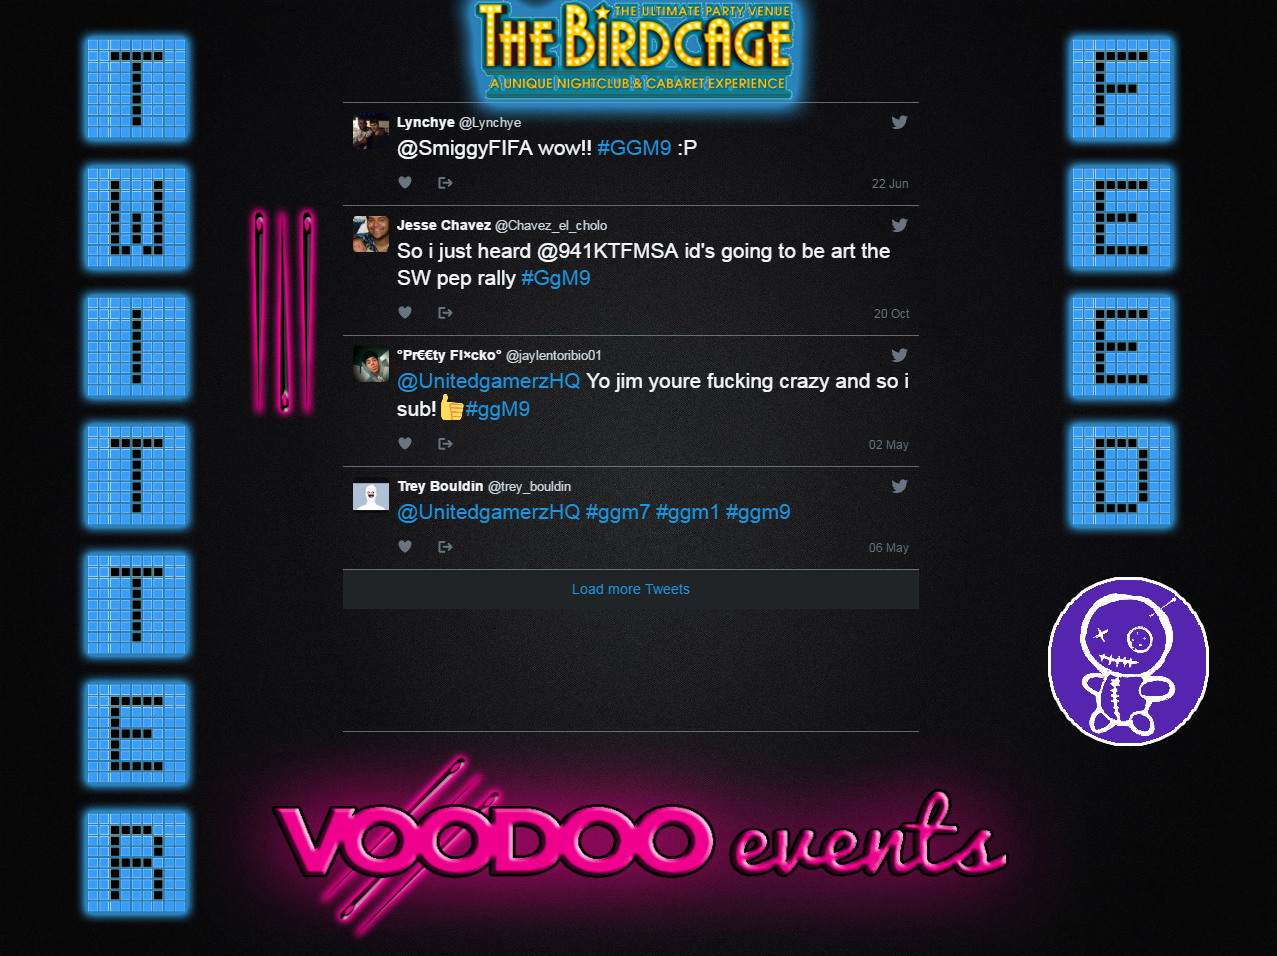 THE ULTIMATE PARTY VENUE
THE BIRDCAGE
A UNIQUE NIGHTCLUB & CABARET EXPERIENCE
TWITTTER
FEED
Lynchye @Lynchye
@SmiggyFIFA wow!! #GGM9 :P
22 Jun
Jesse Chavez @Chavez_el_cholo
So i just heard @941KTFMSA id's going to be art the
SW pep rally #GgM9
20 Oct
°Pr€€ty Fl×cko° @jaylentoribio01
@UnitedgamerzHQ Yo jim youre fucking crazy and so i
sub!👍#ggM9
02 May
Trey Bouldin @trey_bouldin
@UnitedgamerzHQ #ggm7 #ggm1 #ggm9
06 May
Load more Tweets
VOODOO events